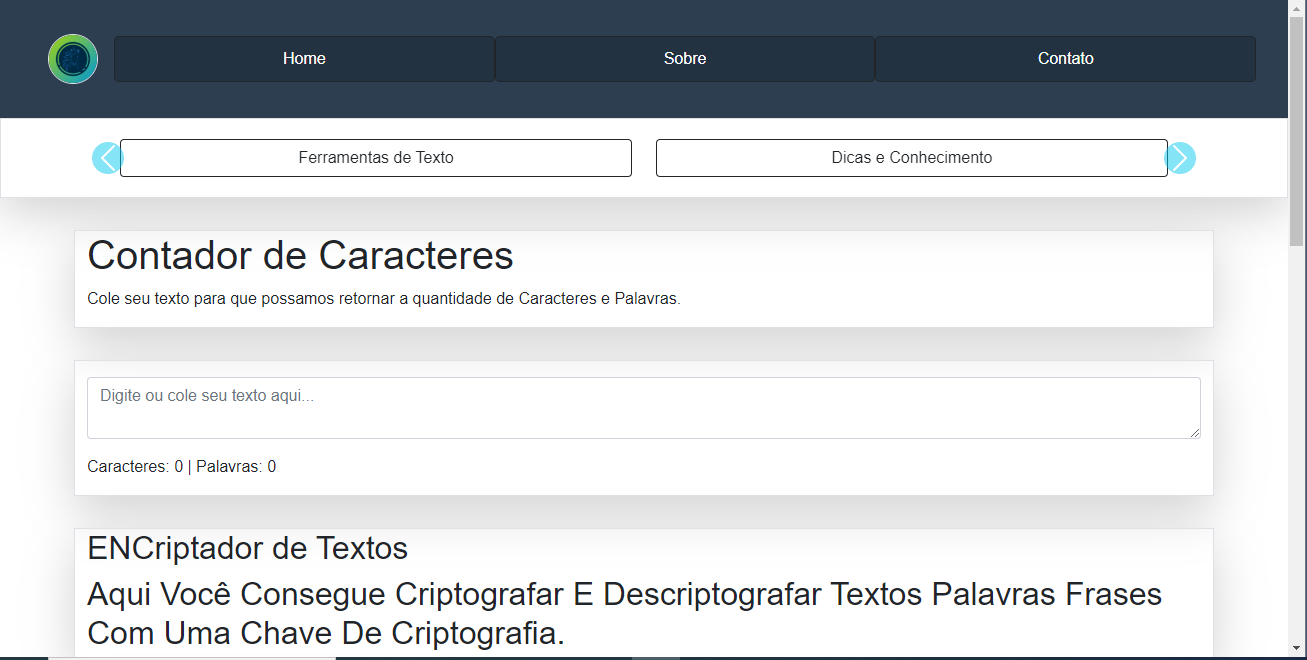 Home
Sobre
Contato
Ferramentas de Texto
Dicas e Conhecimento
Contador de Caracteres
Cole seu texto para que possamos retornar a quantidade de Caracteres e Palavras.
Digite ou cole seu texto aqui...
Caracteres: 0 | Palavras: 0
ENCriptador de Textos
Aqui Você Consegue Criptografar E Descriptografar Textos Palavras Frases
Com Uma Chave De Criptografia.